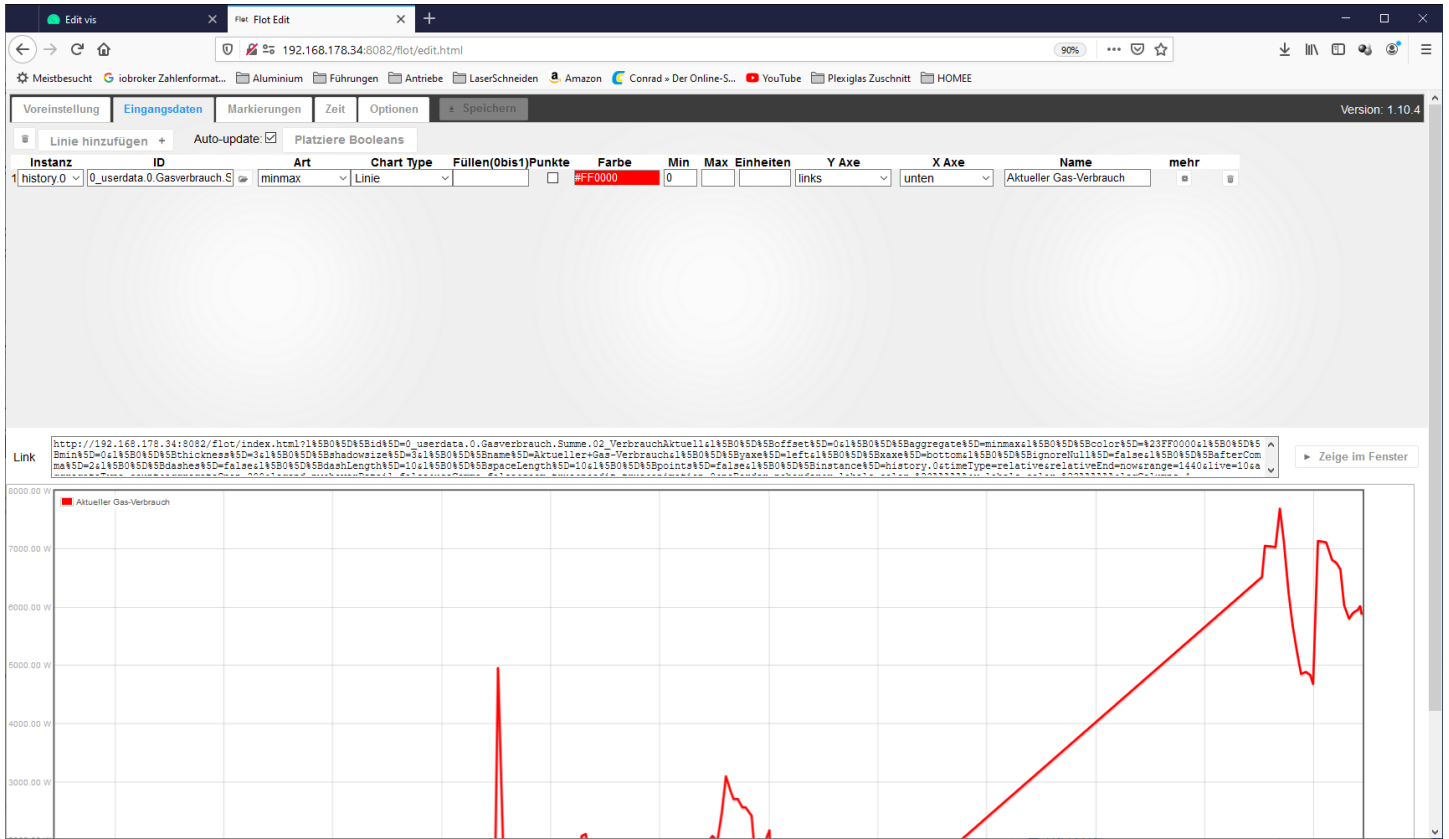 Edit vis
Flot Flot Edit
192.168.178.34:8082/flot/edit.html
90%
Meistbesucht iobroker Zahlenformat... Aluminium Führungen Antriebe LaserSchneiden Amazon Conrad » Der Online-S... YouTube Plexiglas Zuschnitt HOMEE
Voreinstellung Eingangsdaten Markierungen Zeit Optionen Speichern Version: 1.10.4
Linie hinzufügen + Auto-update: Platziere Booleans
Instanz ID Art Chart Type Füllen(0bis1) Punkte Farbe Min Max Einheiten Y Axe X Axe Name mehr
1 history.0 0_userdata.0.Gasverbrauch.S minmax Linie #FF0000 0 links unten Aktueller Gas-Verbrauch
Link
http://192.168.178.34:8082/flot/index.html?l%5B0%5D%5Bid%5D=0_userdata.0.Gasverbrauch.Summe.02_VerbrauchAktuell&l%5B0%5D%5Boffset%5D=0&l%5B0%5D%5Baggregate%5D=minmax&l%5B0%5D%5Bcolor%5D=%23FF0000&l%5B0%5D%5
Bmin%5D=0&l%5B0%5D%5Bthickness%5D=3&l%5B0%5D%5Bshadowsize%5D=3&l%5B0%5D%5Bname%5D=Aktueller+Gas-Verbrauch&l%5B0%5D%5Byaxe%5D=left&l%5B0%5D%5Bxaxe%5D=bottom&l%5B0%5D%5BignoreNull%5D=false&l%5B0%5D%5BafterCom
ma%5D=2&l%5B0%5D%5Bdashes%5D=false&l%5B0%5D%5BdashLength%5D=10&l%5B0%5D%5BspaceLength%5D=10&l%5B0%5D%5Bpoints%5D=false&l%5B0%5D%5Binstance%5D=history.0&timeType=relative&relativeEnd=now&range=1440&live=10&a
Zeige im Fenster
8000.00 W
Aktueller Gas-Verbrauch
7000.00 W
6000.00 W
5000.00 W
4000.00 W
3000.00 W